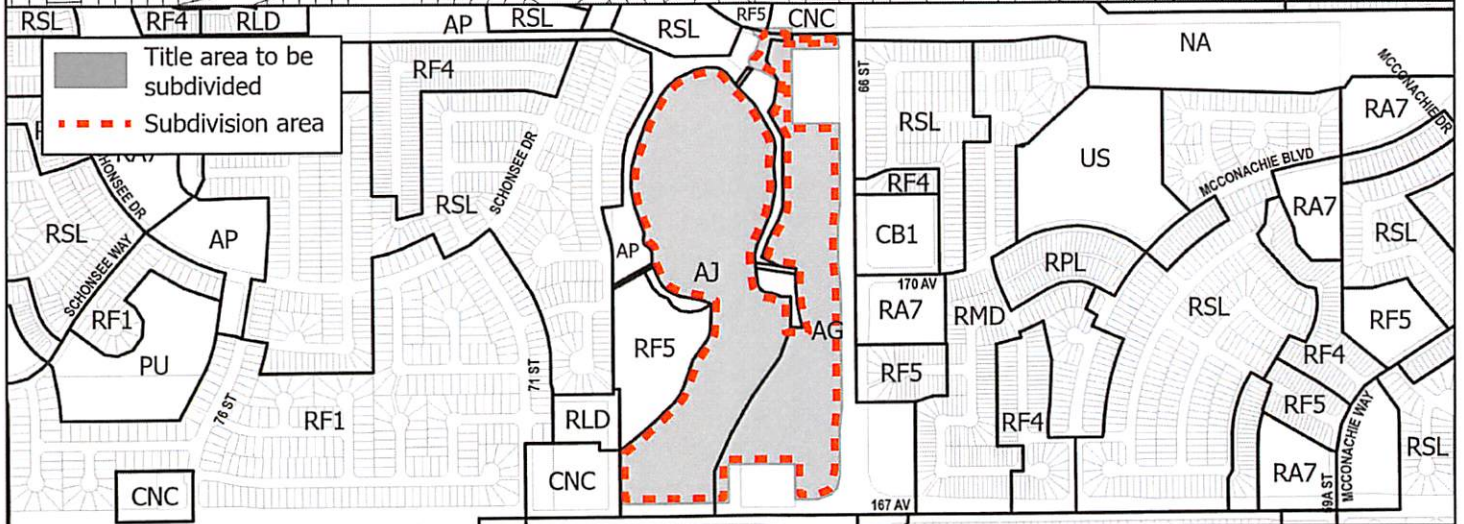 RSL
RF4
RLD
AP
RSL
RSL
RF5
CNC
NA
Title area to be
subdivided
Subdivision area
RF4
66 ST
RSL
RA7
MCCONACHIE DR
SCHONSEE DR
US
MCCONACHIE BLVD
RF4
RA7
RSL
AP
RSL
SCHONSEE DR
AP
CB1
RSL
SCHONSEE WAY
AJ
RPL
170 AV
RF1
RA7
RMD
RSL
RF5
AG
PU
RF5
RF5
RF4
71 ST
76 ST
RF1
RLD
RF4
RF5
MCCONACHIE WAY
RSL
CNC
CNC
RA7
167 AV